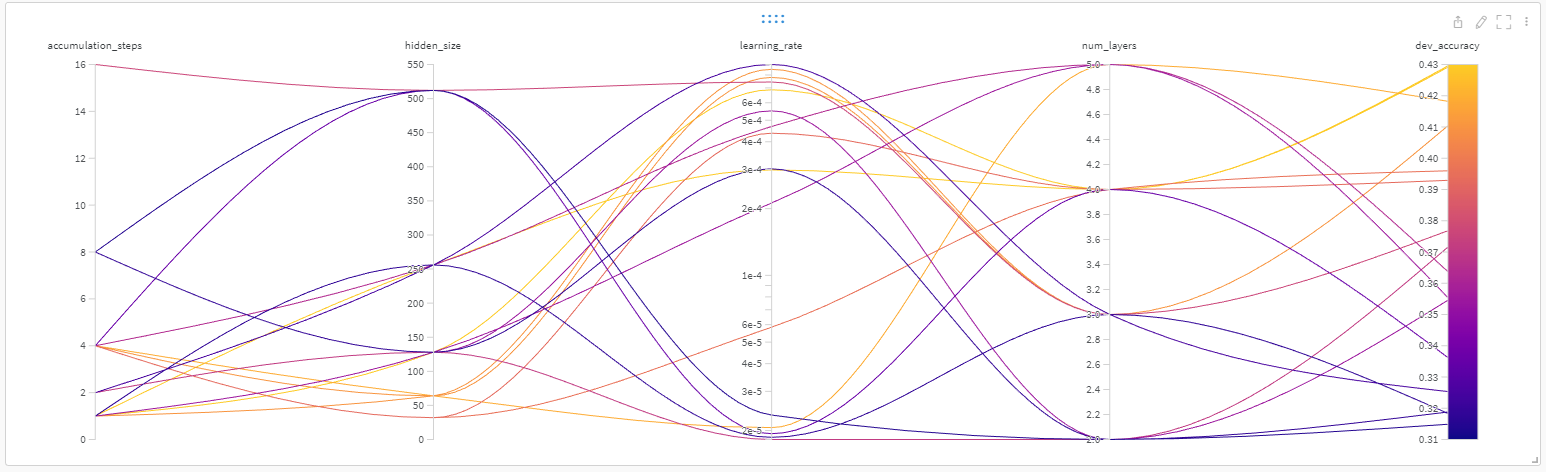 accumulation_steps hidden_size learning_rate num_layers dev_accuracy
16 550 5.0 0.43
14 500 6e-4 4.8 0.42
450 5e-4 4.6
12 400 4e-4 4.4 0.41
350 3e-4 4.2 0.40
10 300 2e-4 4.0 0.39
8 250 3.8 0.38
200 1e-4 3.6 0.37
6 150 6e-5 3.4 0.36
4 100 5e-5 3.2 0.35
50 4e-5 3.0 0.34
2 0 3e-5 2.8 0.33
0 2e-5 2.6 0.32
2.4 0.31
2.2
2.0